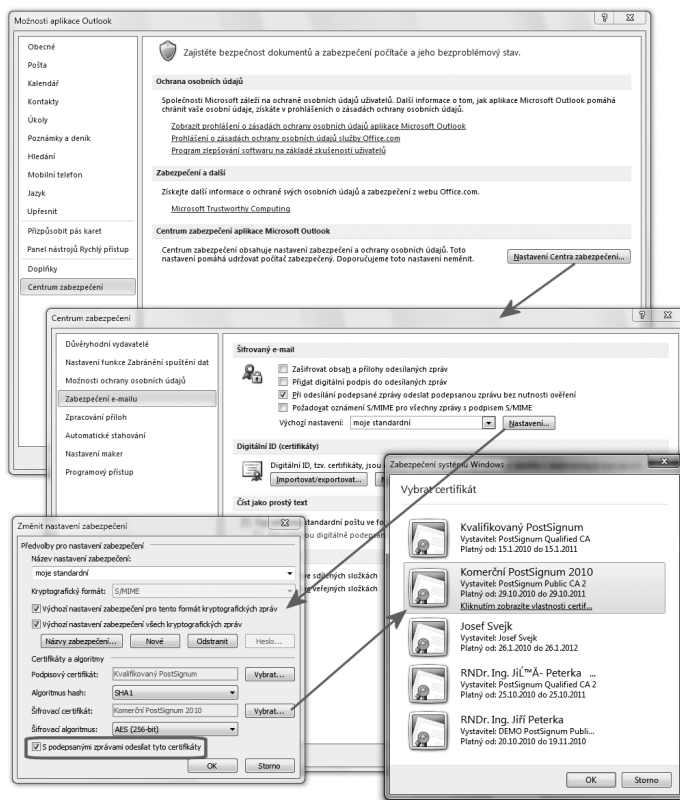 Možnosti aplikace Outlook
Obecné
Pošta
Kalendář
Kontakty
Úkoly
Poznámky a deník
Hledání
Mobilní telefon
Jazyk
Upřesnit
Přizpůsobit pás karet
Panel nástrojů Rychlý přístup
Doplňky
Centrum zabezpečení
Zajistěte bezpečnost dokumentů a zabezpečení počítače a jeho bezproblémový stav.
Ochrana osobních údajů
Společnosti Microsoft záleží na ochraně osobních údajů uživatelů. Další informace o tom, jak aplikace Microsoft Outlook pomáhá
chránit vaše osobní údaje, získáte v prohlášeních o zásadách ochrany osobních údajů.
Zobrazit prohlášení o zásadách ochrany osobních údajů aplikace Microsoft Outlook
Prohlášení o zásadách ochrany osobních údajů služby Office.com
Program zlepšování softwaru na základě zkušeností uživatelů
Zabezpečení a další
Získejte další informace o ochraně svých osobních údajů a zabezpečení z webu Office.com.
Microsoft Trustworthy Computing
Centrum zabezpečení aplikace Microsoft Outlook
Centrum zabezpečení obsahuje nastavení zabezpečení a ochrany osobních údajů. Toto
nastavení pomáhá udržovat počítač zabezpečený. Doporučujeme toto nastavení neměnit.
Nastavení Centra zabezpečení...
Centrum zabezpečení
Důvěryhodní vydavatelé
Nastavení funkce Zabránění spuštění dat
Možnosti ochrany osobních údajů
Zabezpečení e-mailu
Zpracování příloh
Automatické stahování
Nastavení maker
Programový přístup
Šifrovaný e-mail
Zašifrovat obsah a přílohy odesílaných zpráv
Přidat digitální podpis do odesílaných zpráv
Při odesílání podepsané zprávy odeslat podepsanou zprávu bez nutnosti ověření
Požadovat oznámení S/MIME pro všechny zprávy s podpisem S/MIME
Výchozí nastavení: moje standardní Nastavení...
Digitální ID (certifikáty)
Digitální ID, tzv. certifikáty, jsou
Importovat/exportovat...
Číst jako prostý text
standardní poštu ve fo
ou digitálně podepsan
ve sdílených složkách
veřejných složkách
Změnit nastavení zabezpečení
Předvolby pro nastavení zabezpečení
Název nastavení zabezpečení:
moje standardní
Kryptografický formát: S/MIME
Výchozí nastavení zabezpečení pro tento formát kryptografických zpráv
Výchozí nastavení zabezpečení všech kryptografických zpráv
Názvy zabezpečení... Nové Odstranit Heslo...
Certifikáty a algoritmy
Podpisový certifikát: Kvalifikovaný PostSignum Vybrat...
Algoritmus hash: SHA1
Šifrovací certifikát: Komerční PostSignum 2010 Vybrat...
Šifrovací algoritmus: AES (256-bit)
S podepsanými zprávami odesílat tyto certifikáty
OK Storno
Zabezpečení systému Windows
Vybrat certifikát
Kvalifikovaný PostSignum
Vystavitel: PostSignum Qualified CA
Platný od: 15.1.2010 do 15.1.2011
Komerční PostSignum 2010
Vystavitel: PostSignum Public CA 2
Platný od: 29.10.2010 do 29.10.2011
Kliknutím zobrazíte vlastnosti certif...
Josef Svejk
Vystavitel: Josef Svejk
Platný od: 26.1.2010 do 26.1.2012
RNDr. Ing. JiĹ™Ă- Peterka ...
Vystavitel: PostSignum Qualified CA 2
Platný od: 25.10.2010 do 25.10.2011
RNDr. Ing. Jiří Peterka
Vystavitel: DEMO PostSignum Publi...
Platný od: 20.10.2010 do 19.11.2010
OK Storno